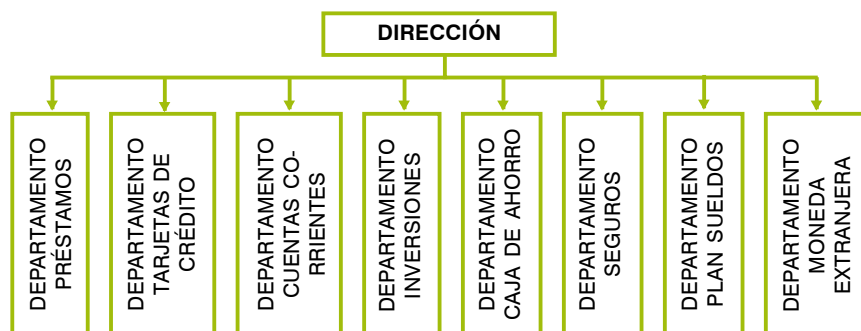 DIRECCIÓN
DEPARTAMENTO
PRÉSTAMOS
DEPARTAMENTO
TARJETAS DE
CRÉDITO
DEPARTAMENTO
CUENTAS CO-
RRIENTES
DEPARTAMENTO
INVERSIONES
DEPARTAMENTO
CAJA DE AHORRO
DEPARTAMENTO
SEGUROS
DEPARTAMENTO
PLAN SUELDOS
DEPARTAMENTO
MONEDA
EXTRANJERA